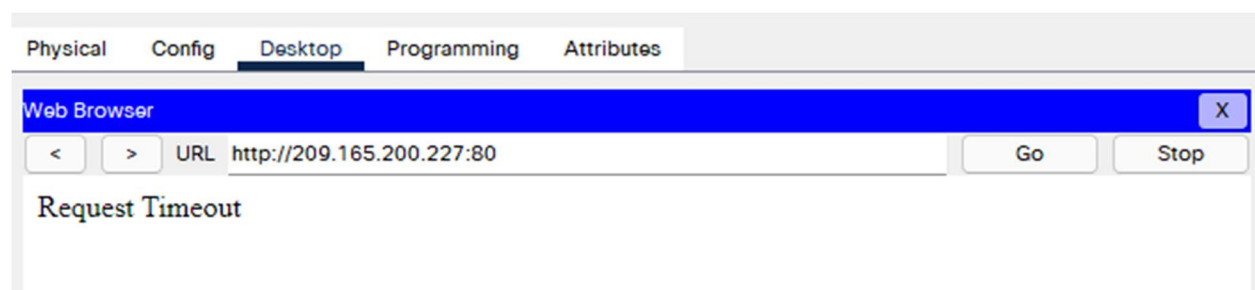 Physical Config Desktop Programming Attributes
Web Browser X
< > URL http://209.165.200.227:80 Go Stop
Request Timeout